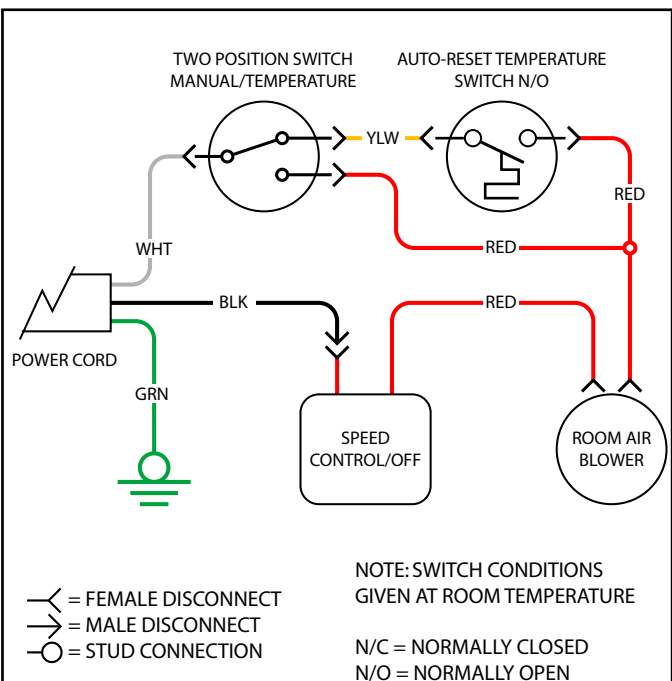 TWO POSITION SWITCH
MANUAL/TEMPERATURE
AUTO-RESET TEMPERATURE
SWITCH N/O
YLW
RED
WHT
RED
BLK
RED
POWER CORD
GRN
SPEED
CONTROL/OFF
ROOM AIR
BLOWER
= FEMALE DISCONNECT
= MALE DISCONNECT
= STUD CONNECTION
NOTE: SWITCH CONDITIONS
GIVEN AT ROOM TEMPERATURE
N/C = NORMALLY CLOSED
N/O = NORMALLY OPEN